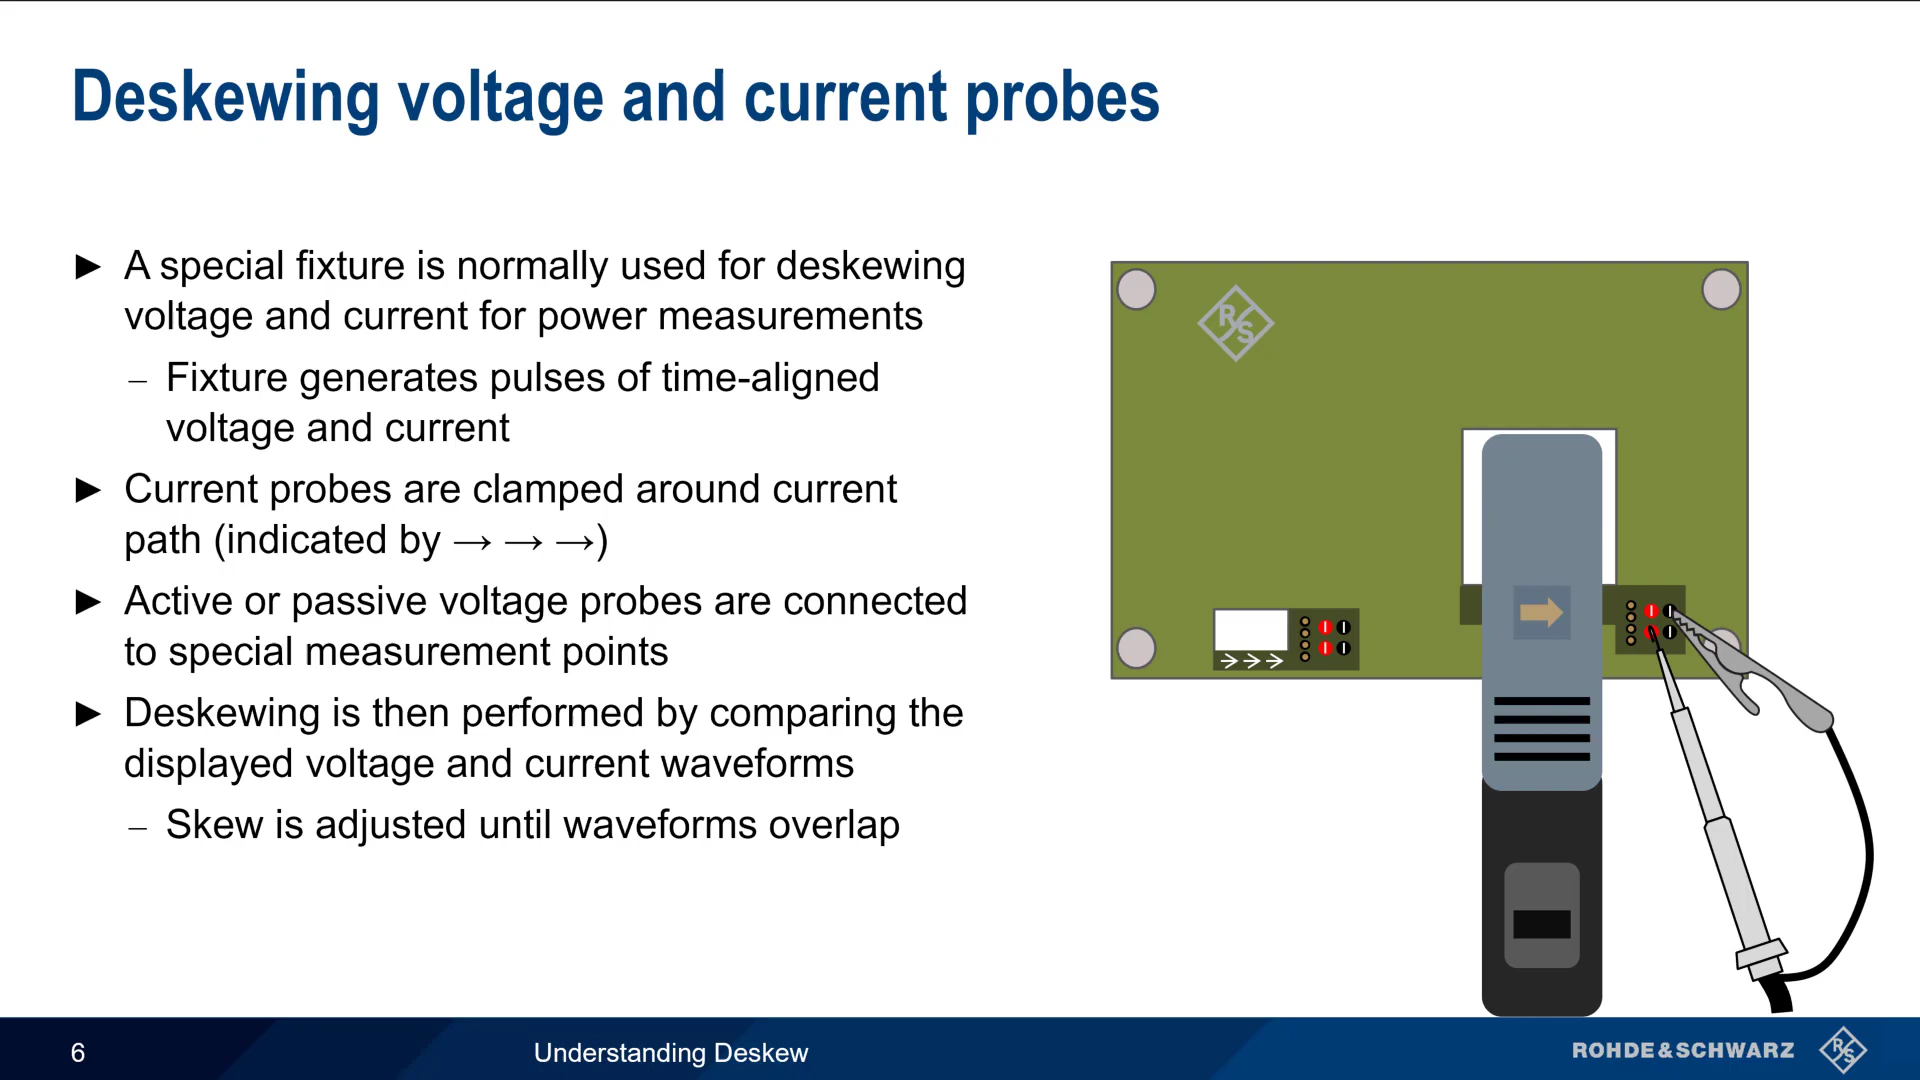 Deskewing voltage and current probes
► A special fixture is normally used for deskewing
voltage and current for power measurements
– Fixture generates pulses of time-aligned
voltage and current
► Current probes are clamped around current
path (indicated by → → →)
► Active or passive voltage probes are connected
to special measurement points
► Deskewing is then performed by comparing the
displayed voltage and current waveforms
– Skew is adjusted until waveforms overlap
R S
6
Understanding Deskew
ROHDE&SCHWARZ
R S